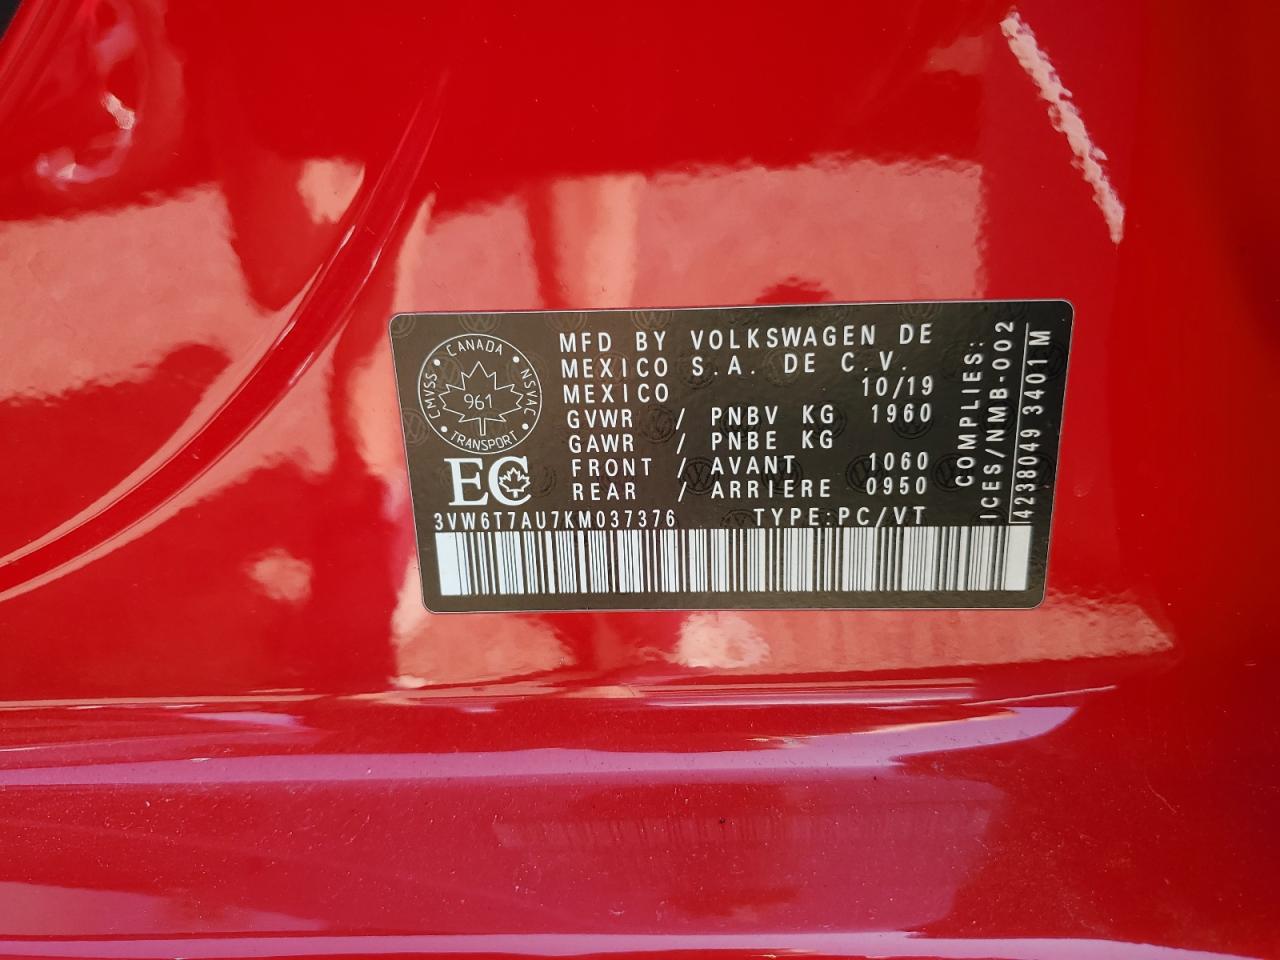 CANADA
CMVSS
NSVAC
961
TRANSPORT
EC
MFD BY VOLKSWAGEN DE
MEXICO S.A. DE C.V.
MEXICO 10/19
GVWR / PNBV KG 1960
GAWR / PNBE KG
FRONT / AVANT 1060
REAR / ARRIERE 0950
3VW6T7AU7KM037376 TYPE:PC/VT
COMPLIES:
ICES/NMB-002
4238049 3401 M